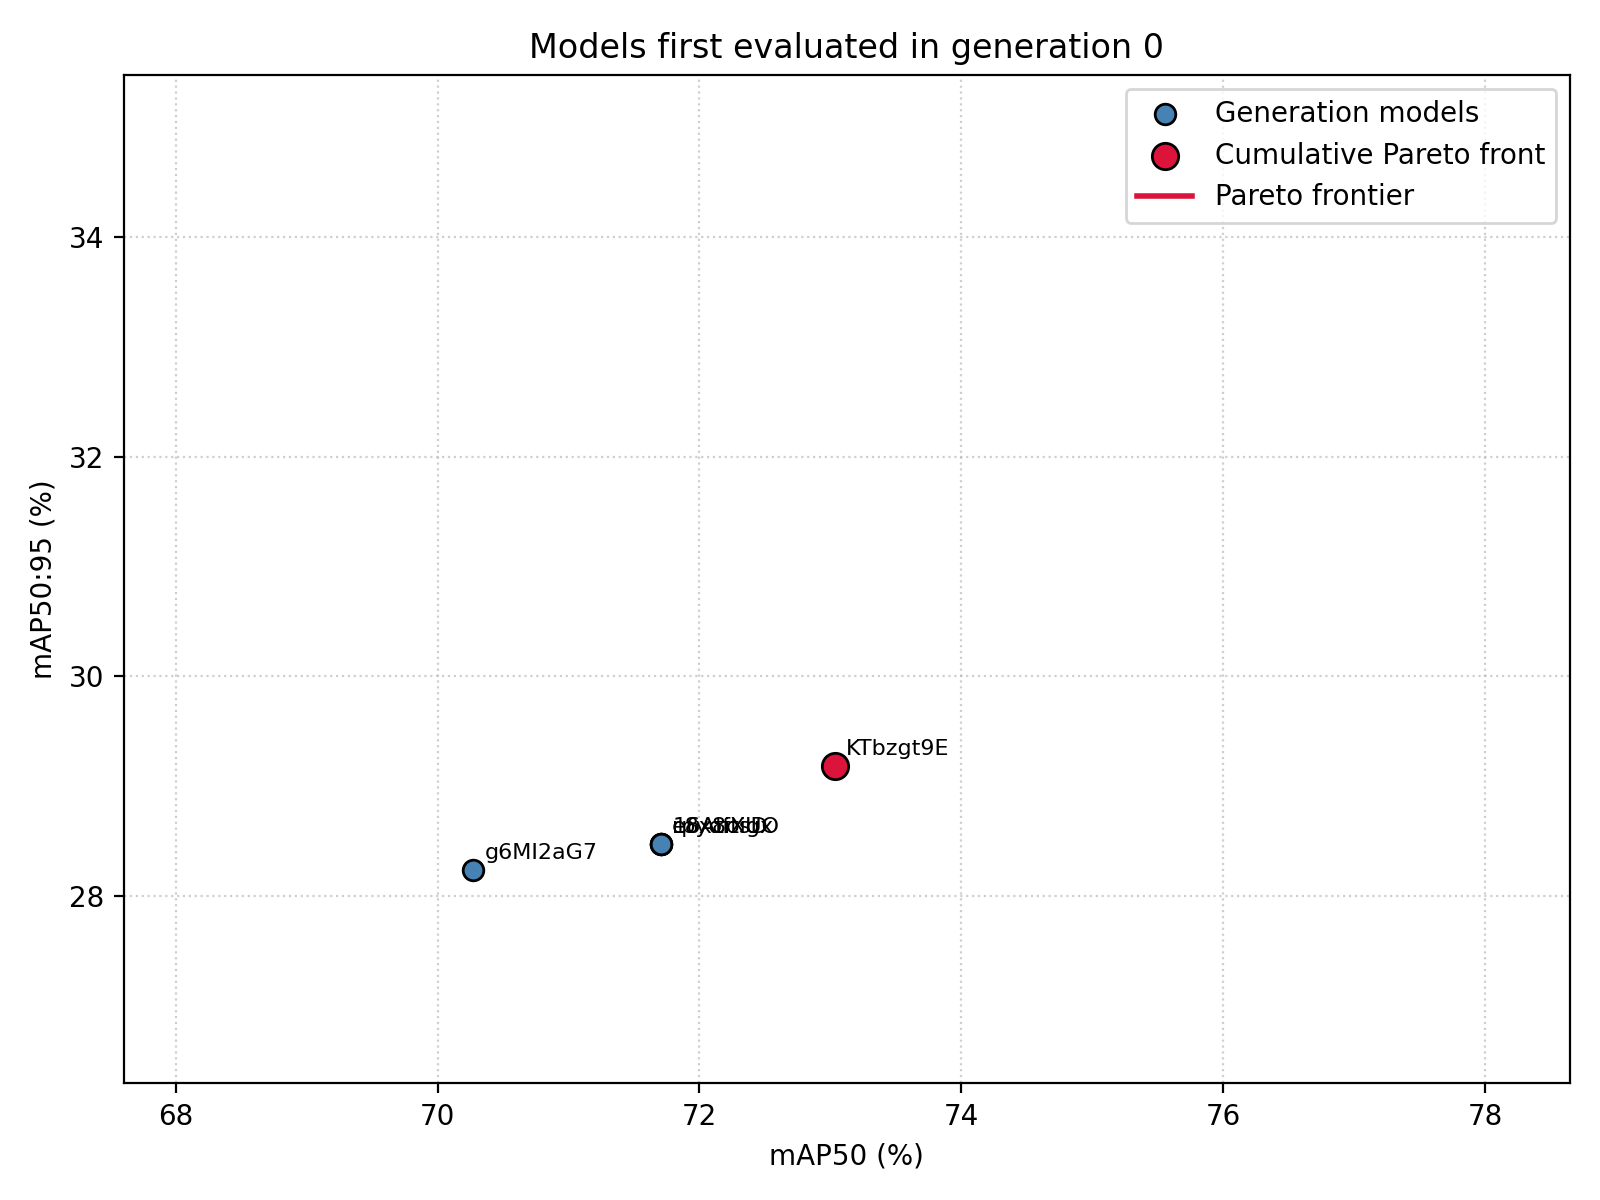 Models first evaluated in generation 0
Generation models
Cumulative Pareto front
Pareto frontier
34
32
30
28
mAP50:95 (%)
KTbzgt9E
g6MI2aG7
68
70
72
74
76
78
mAP50 (%)